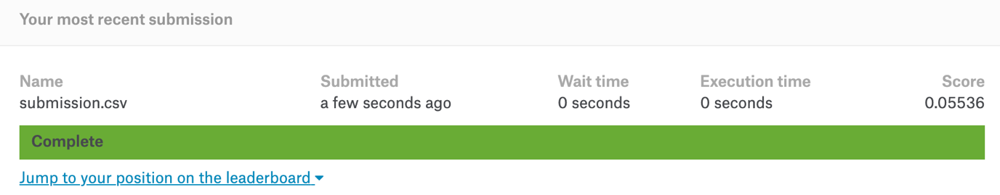 Your most recent submission
Name Submitted Wait time Execution time Score
submission.csv a few seconds ago 0 seconds 0 seconds 0.05536
Complete
Jump to your position on the leaderboard